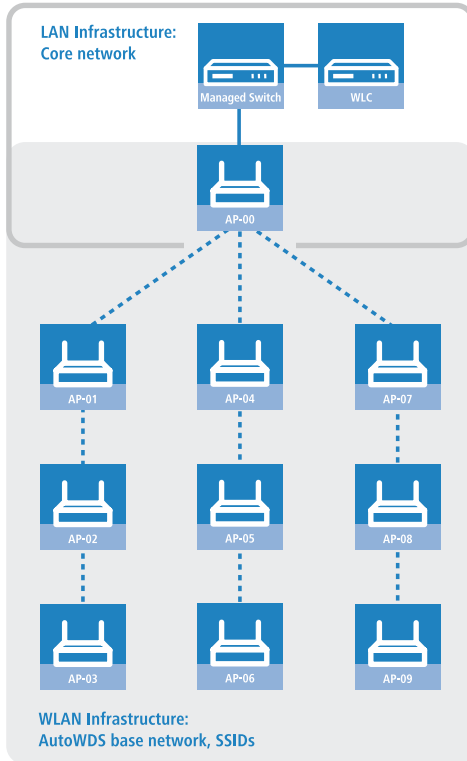 LAN Infrastructure:
Core network
Managed Switch
WLC
AP-00
AP-01
AP-04
AP-07
AP-02
AP-05
AP-08
AP-03
AP-06
AP-09
WLAN Infrastructure:
AutoWDS base network, SSIDs